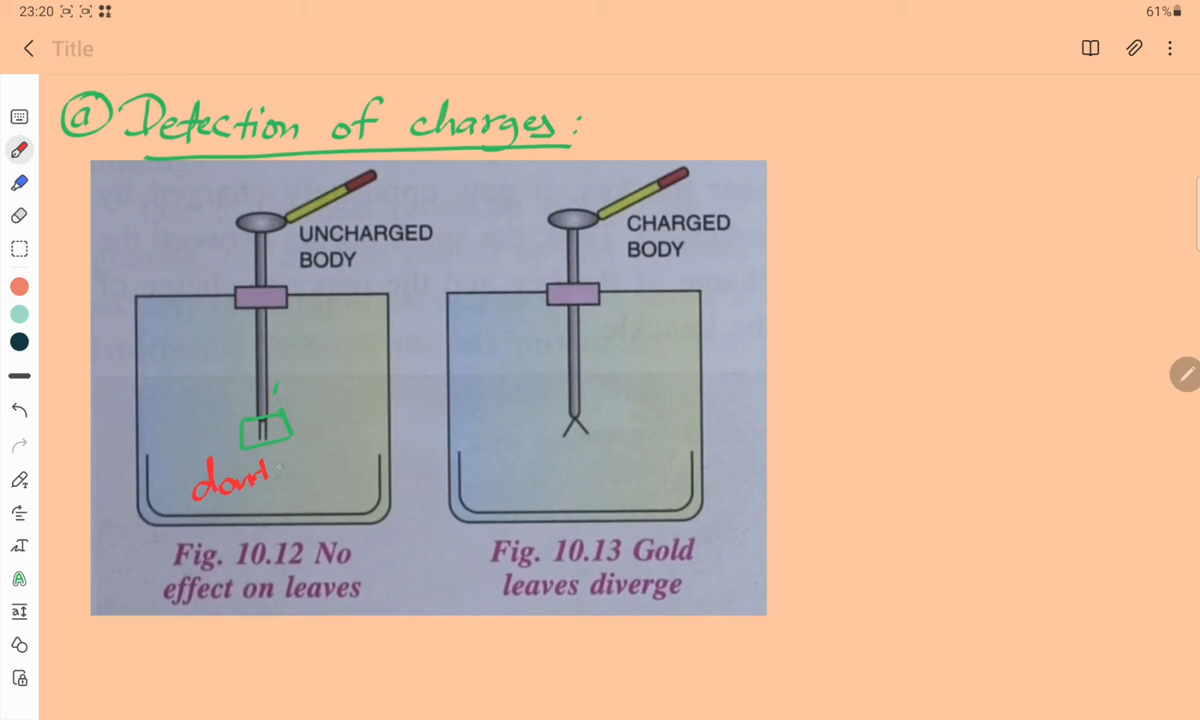 23:20
61%
Title
ⓐ Detection of charges :
UNCHARGED
BODY
CHARGED
BODY
Fig. 10.12 No
effect on leaves
Fig. 10.13 Gold
leaves diverge